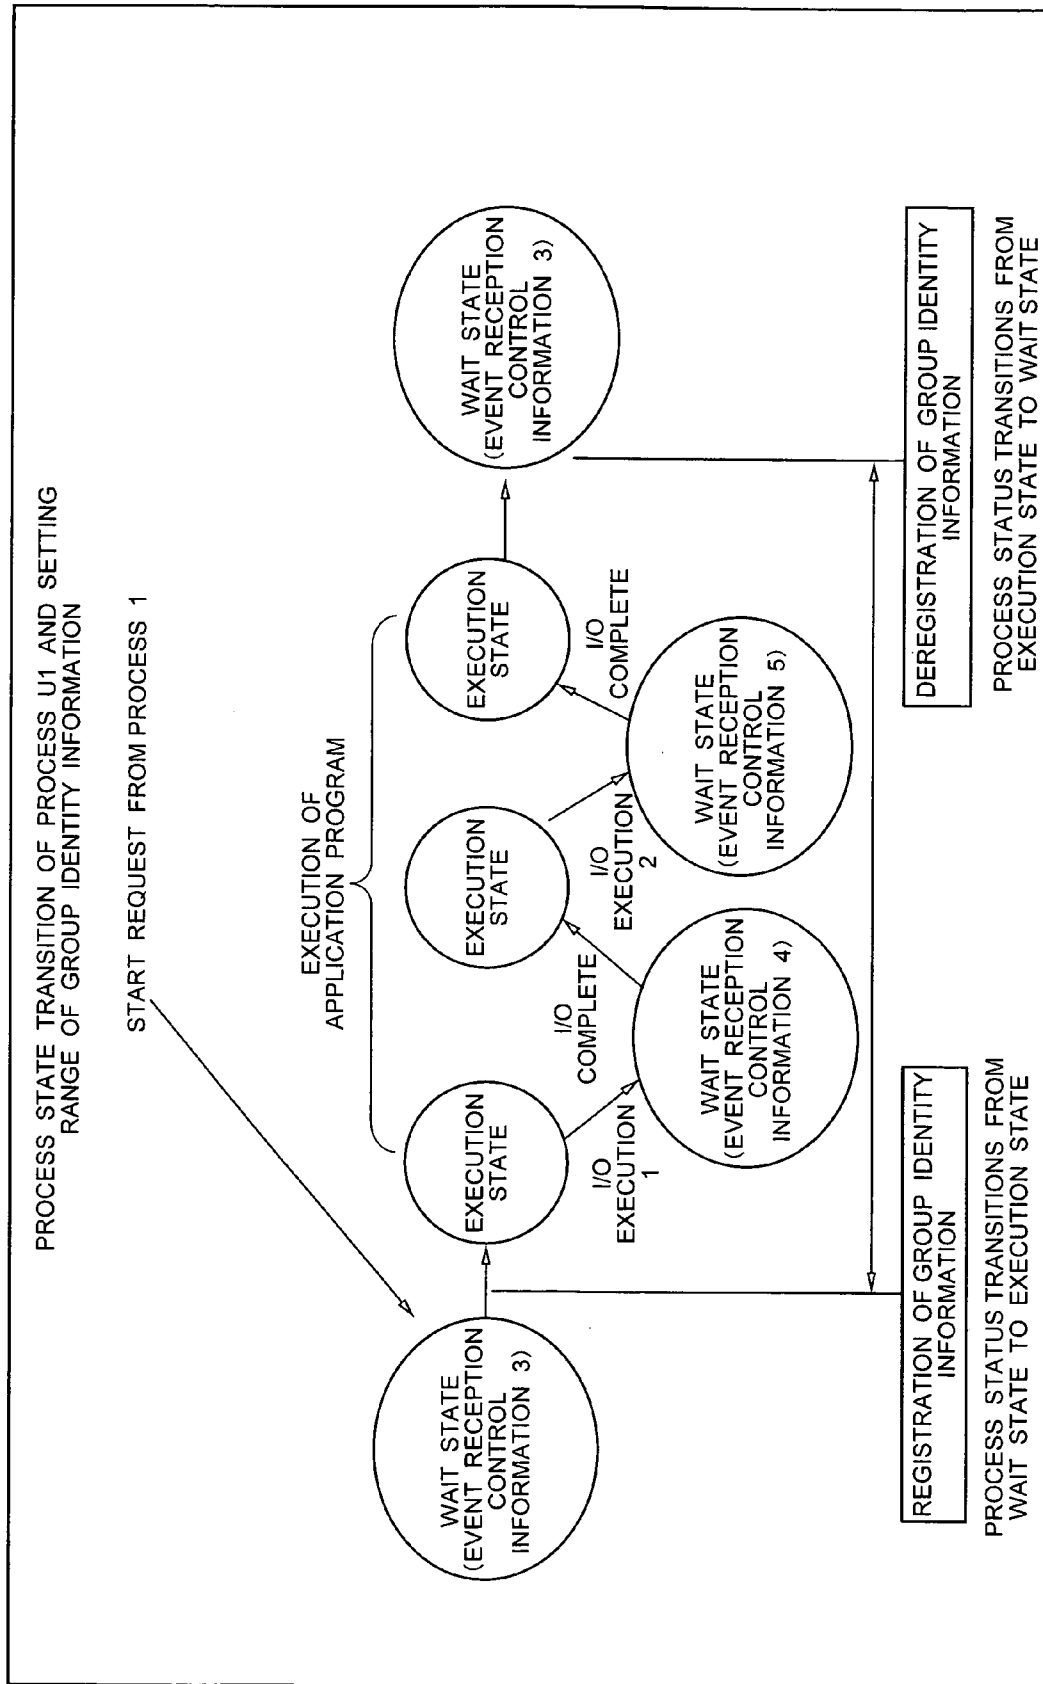 PROCESS STATE TRANSITION OF PROCESS U1 AND SETTING
RANGE OF GROUP IDENTITY INFORMATION
START REQUEST FROM PROCESS 1
EXECUTION OF
APPLICATION PROGRAM
WAIT STATE
(EVENT RECEPTION
CONTROL
INFORMATION 3)
EXECUTION
STATE
I/O
EXECUTION
1
WAIT STATE
(EVENT RECEPTION
CONTROL
INFORMATION 4)
I/O
COMPLETE
EXECUTION
STATE
I/O
EXECUTION
2
WAIT STATE
(EVENT RECEPTION
CONTROL
INFORMATION 5)
I/O
COMPLETE
EXECUTION
STATE
WAIT STATE
(EVENT RECEPTION
CONTROL
INFORMATION 3)
REGISTRATION OF GROUP IDENTITY
INFORMATION
PROCESS STATUS TRANSITIONS FROM
WAIT STATE TO EXECUTION STATE
DEREGISTRATION OF GROUP IDENTITY
INFORMATION
PROCESS STATUS TRANSITIONS FROM
EXECUTION STATE TO WAIT STATE